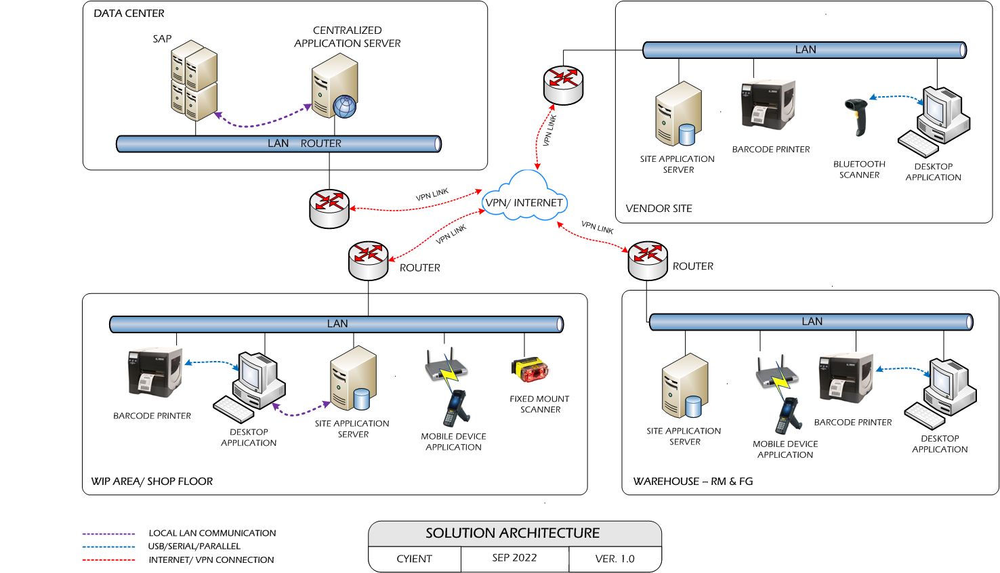 DATA CENTER
SAP
CENTRALIZED
APPLICATION SERVER
LAN ROUTER
LAN
SITE APPLICATION
SERVER
BARCODE PRINTER
BLUETOOTH
SCANNER
DESKTOP
APPLICATION
VENDOR SITE
VPN LINK
VPN LINK
VPN/ INTERNET
VPN LINK
VPN LINK
ROUTER
ROUTER
LAN
BARCODE PRINTER
DESKTOP
APPLICATION
SITE APPLICATION
SERVER
MOBILE DEVICE
APPLICATION
FIXED MOUNT
SCANNER
WIP AREA/ SHOP FLOOR
LAN
SITE APPLICATION
SERVER
MOBILE DEVICE
APPLICATION
BARCODE PRINTER
DESKTOP
APPLICATION
WAREHOUSE – RM & FG
LOCAL LAN COMMUNICATION
USB/SERIAL/PARALLEL
INTERNET/ VPN CONNECTION
SOLUTION ARCHITECTURE
CYIENT
SEP 2022
VER. 1.0